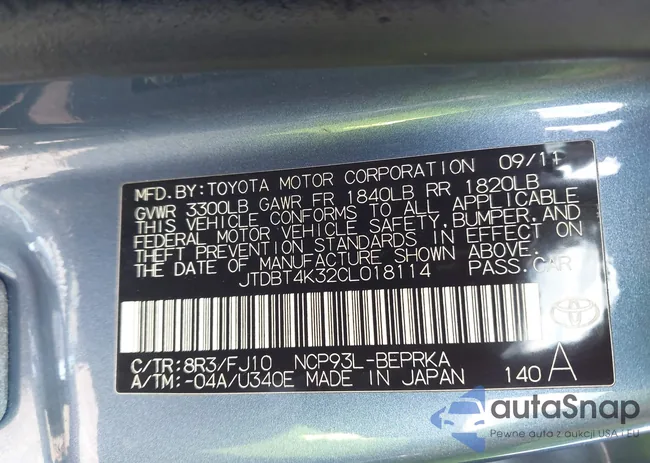 MFD. BY: TOYOTA MOTOR CORPORATION 09/11
GVWR 3300LB GAWR FR 1840LB RR 1820LB
THIS VEHICLE CONFORMS TO ALL APPLICABLE
FEDERAL MOTOR VEHICLE SAFETY, BUMPER, AND
THEFT PREVENTION STANDARDS IN EFFECT ON
THE DATE OF MANUFACTURE SHOWN ABOVE.
JTDBT4K32CL018114 PASS. CAR
C/TR: 8R3/FJ10 NCP93L-BEPRKA
A/TM: -04A/U340E MADE IN JAPAN 140 A
autaSnap
Pewne auta z aukcji USA i EU